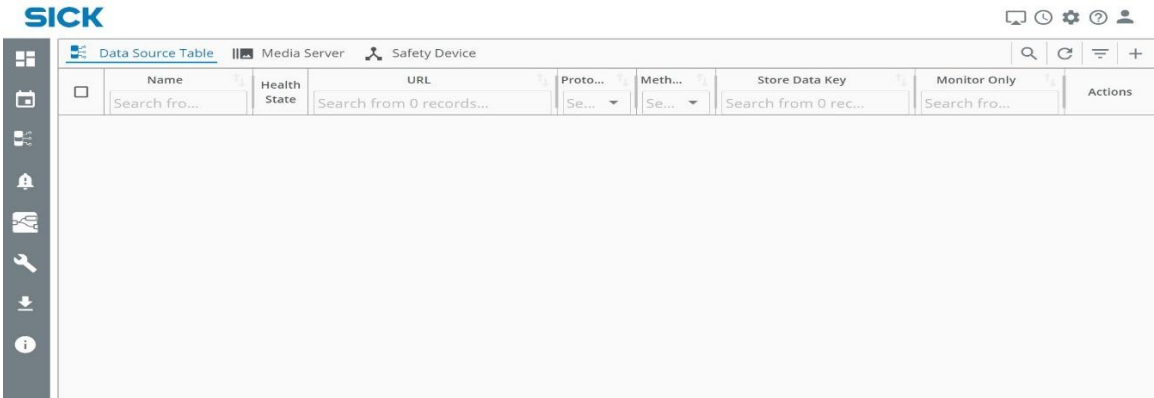 SICK
Data Source Table Media Server Safety Device
Name Health State URL Proto... Meth... Store Data Key Monitor Only Actions
Search fro... Search from 0 records... Se... Se... Search from 0 rec... Search fro...